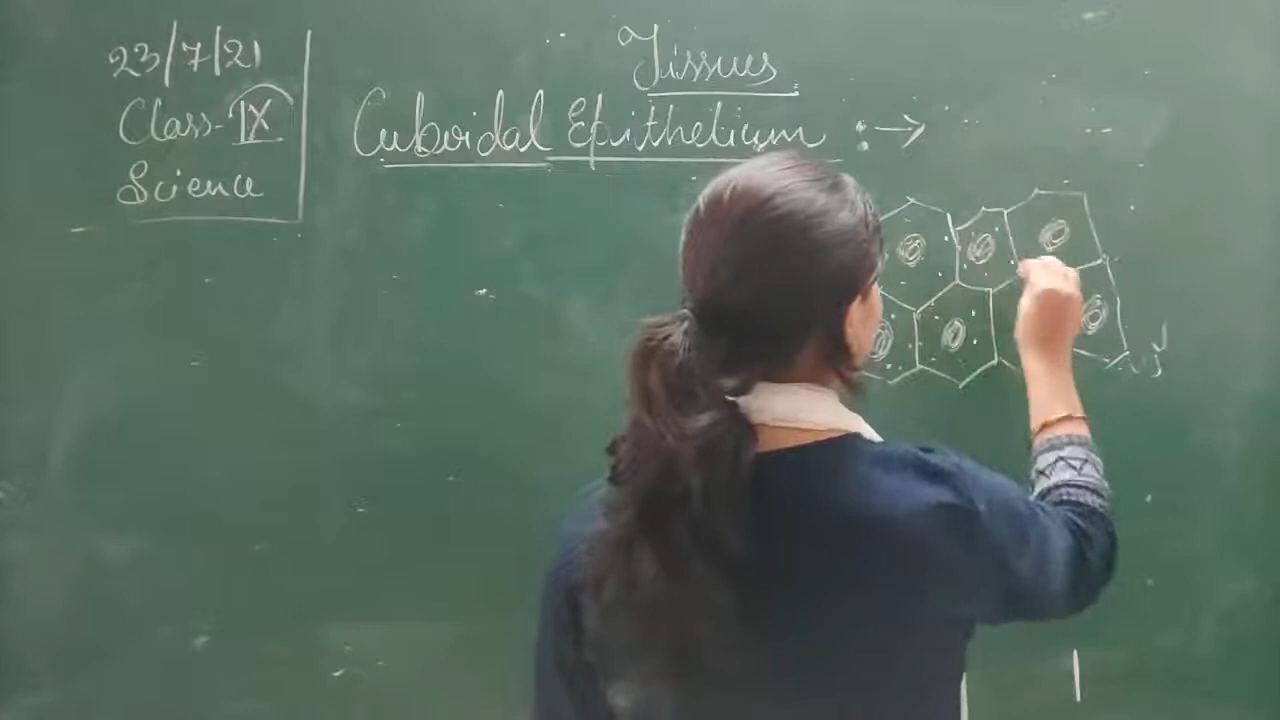 23/7/21
Class-IX
Science
Tissues
Cuboidal Epithelium :→